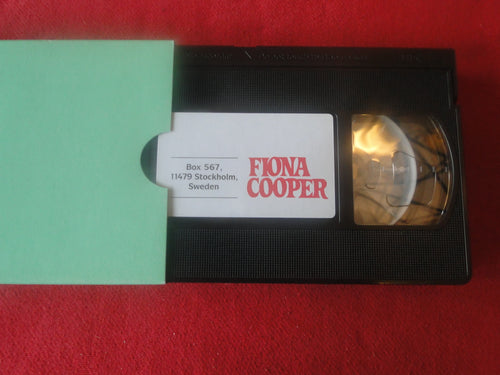 Box 567,
11479 Stockholm,
Sweden
FIONA
COOPER